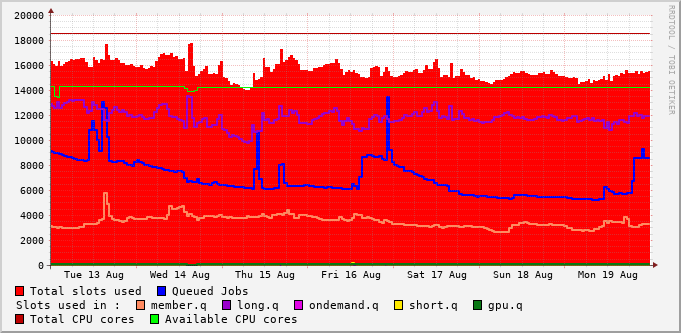 20000
18000
16000
14000
12000
10000
8000
6000
4000
2000
0
Tue 13 Aug Wed 14 Aug Thu 15 Aug Fri 16 Aug Sat 17 Aug Sun 18 Aug Mon 19 Aug
Total slots used Queued Jobs
Slots used in : member.q long.q ondemand.q short.q gpu.q
Total CPU cores Available CPU cores
RRDTOOL / TOBI OETIKER